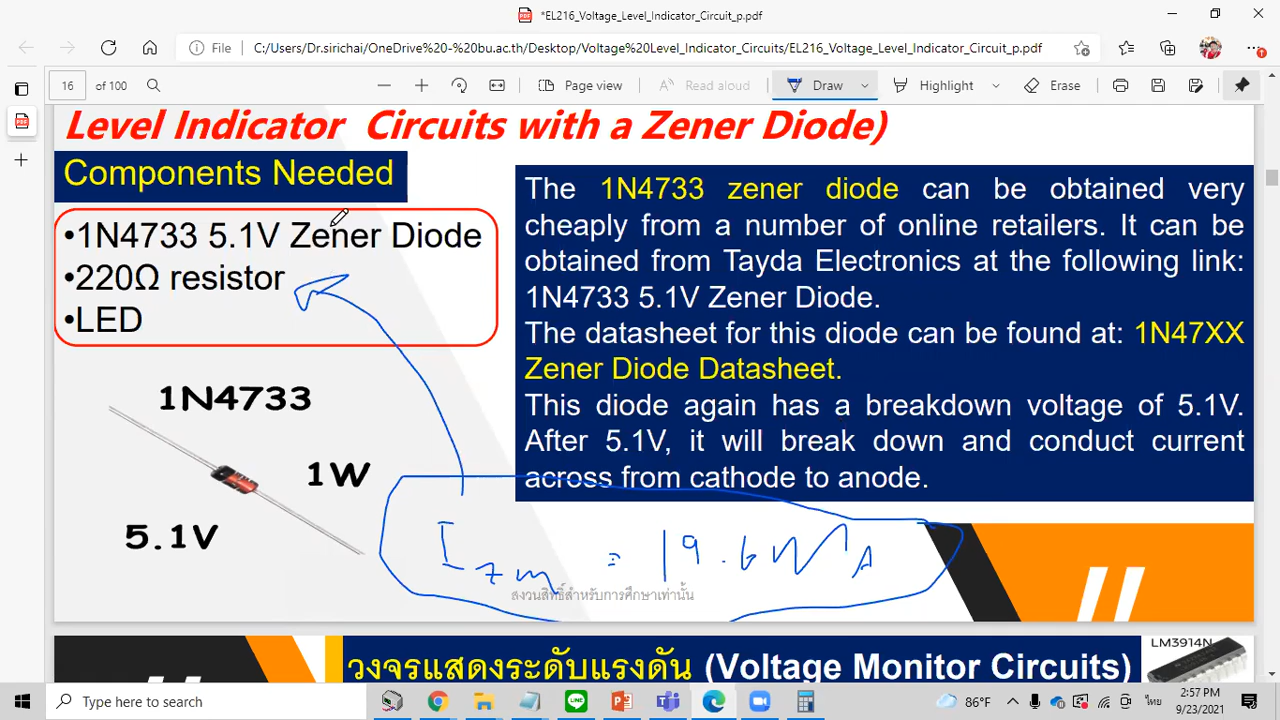 *EL216_Voltage_Level_Indicator_Circuit_p.pdf
File
C:/Users/Dr.sirichai/OneDrive%20-%20bu.ac.th/Desktop/Voltage%20Level_Indicator_Circuits/EL216_Voltage_Level_Indicator_Circuit_p.pdf
16 of 100
Page view
Read aloud
Draw
Highlight
Erase
Level Indicator Circuits with a Zener Diode)
Components Needed
•1N4733 5.1V Zener Diode
•220Ω resistor
•LED
1N4733
1W
5.1V
The 1N4733 zener diode can be obtained very
cheaply from a number of online retailers. It can be
obtained from Tayda Electronics at the following link:
1N4733 5.1V Zener Diode.
The datasheet for this diode can be found at: 1N47XX
Zener Diode Datasheet.
This diode again has a breakdown voltage of 5.1V.
After 5.1V, it will break down and conduct current
across from cathode to anode.
Izm = 19.6
สงวนสิทธิ์สำหรับการศึกษาเท่านั้น
วงจรแสดงระดับแรงดัน (Voltage Monitor Circuits)
LM3914N
Type here to search
86°F
ไทย
2:57 PM
9/23/2021